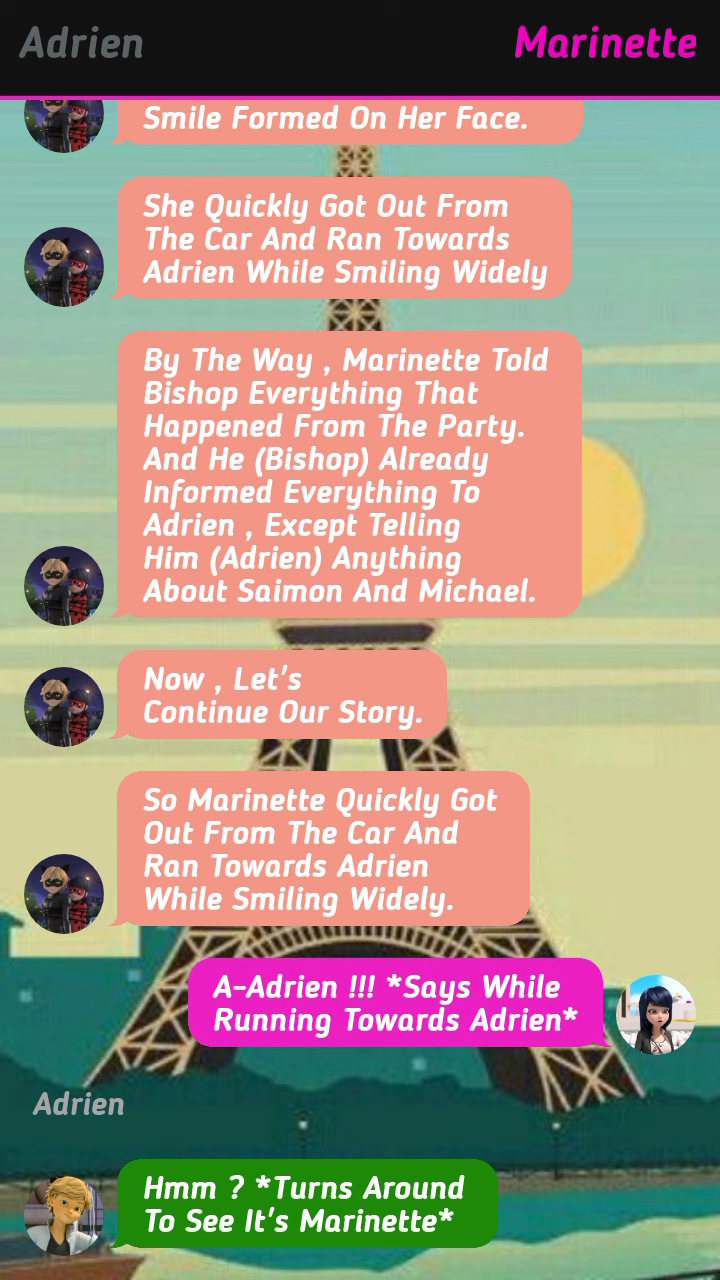 Adrien
Marinette
Smile Formed On Her Face.
She Quickly Got Out From
The Car And Ran Towards
Adrien While Smiling Widely
By The Way , Marinette Told
Bishop Everything That
Happened From The Party.
And He (Bishop) Already
Informed Everything To
Adrien , Except Telling
Him (Adrien) Anything
About Saimon And Michael.
Now , Let's
Continue Our Story.
So Marinette Quickly Got
Out From The Car And
Ran Towards Adrien
While Smiling Widely.
A-Adrien !!! *Says While
Running Towards Adrien*
Adrien
Hmm ? *Turns Around
To See It's Marinette*